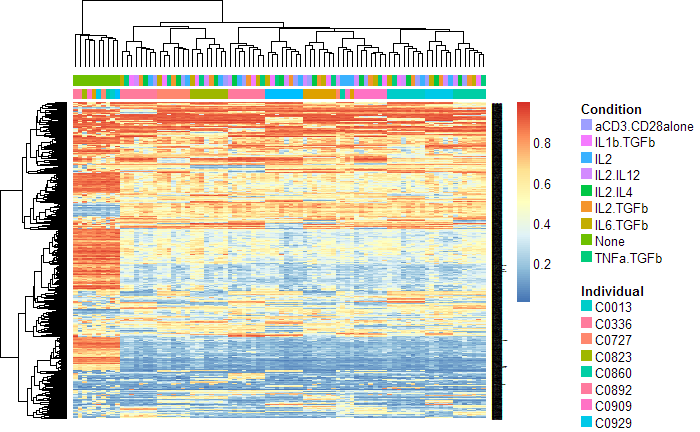 0.8
0.6
0.4
0.2
Condition
aCD3.CD28alone
IL1b.TGFb
IL2
IL2.IL12
IL2.IL4
IL2.TGFb
IL6.TGFb
None
TNFa.TGFb
Individual
C0013
C0336
C0727
C0823
C0860
C0892
C0909
C0929